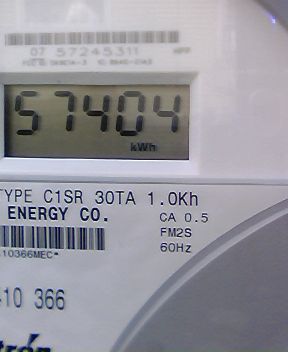 07 57245311
57404
kWh
TYPE C1SR 30TA 1.0Kh
ENERGY CO.
CA 0.5
FM2S
60Hz
10366MEC*
10 366